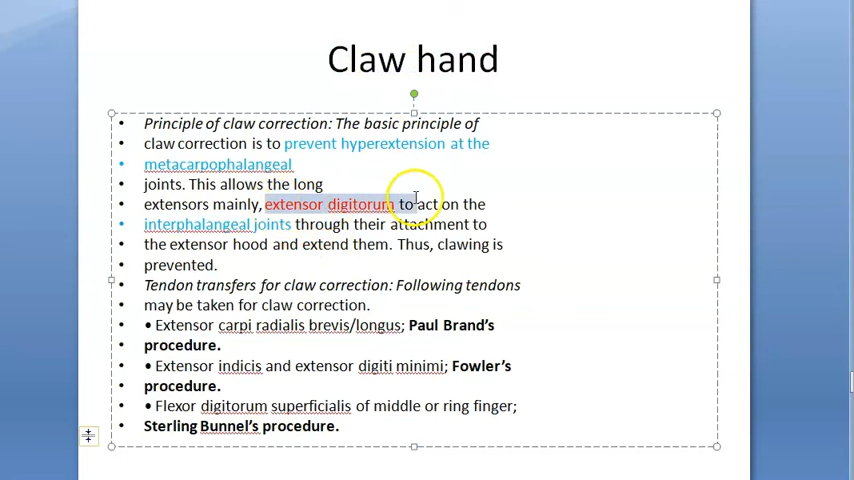 Claw hand
• Principle of claw correction: The basic principle of
• claw correction is to prevent hyperextension at the
• metacarpophalangeal
• joints. This allows the long
• extensors mainly, extensor digitorum to act on the
• interphalangeal joints through their attachment to
• the extensor hood and extend them. Thus, clawing is
• prevented.
• Tendon transfers for claw correction: Following tendons
• may be taken for claw correction.
• • Extensor carpi radialis brevis/longus; Paul Brand's
• procedure.
• • Extensor indicis and extensor digiti minimi; Fowler's
• procedure.
• • Flexor digitorum superficialis of middle or ring finger;
• Sterling Bunnel's procedure.